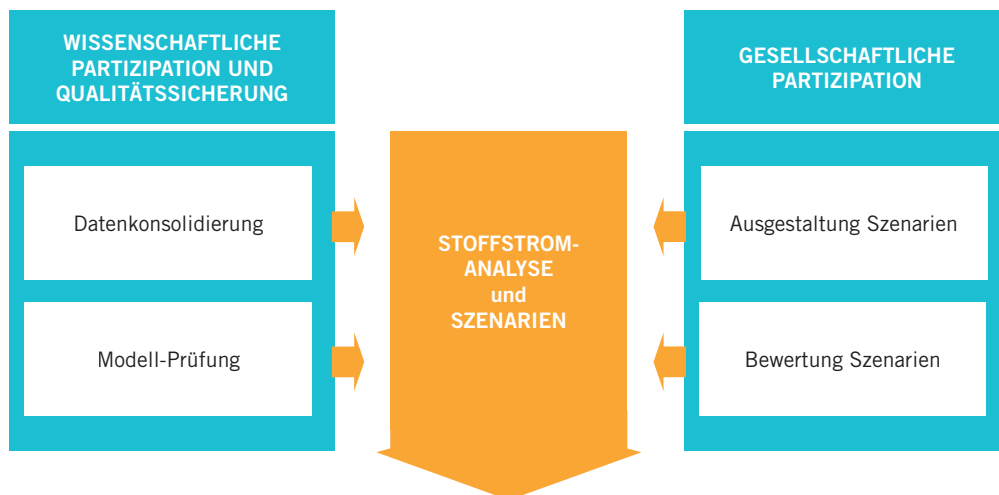 WISSENSCHAFTLICHE
PARTIZIPATION UND
QUALITÄTSSICHERUNG
Datenkonsolidierung
Modell-Prüfung
STOFFSTROM-
ANALYSE
und
SZENARIEN
GESELLSCHAFTLICHE
PARTIZIPATION
Ausgestaltung Szenarien
Bewertung Szenarien